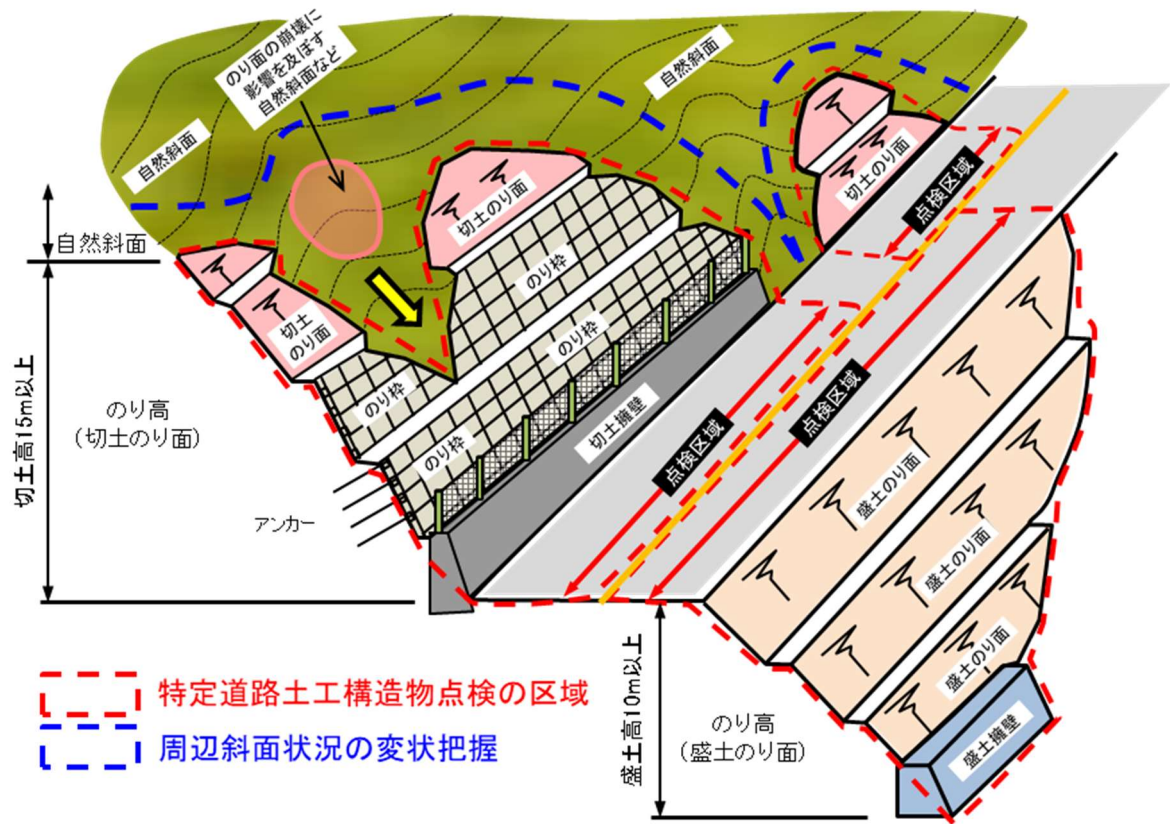 のり面の崩壊に
影響を及ぼす
自然斜面など
自然斜面
自然斜面
自然斜面
切土のり面
切土のり面
切土
のり面
のり枠
のり枠
のり枠
のり枠
切土擁壁
点検区域
点検区域
点検区域
切土高15m以上
のり高
(切土のり面)
アンカー
盛土のり面
盛土のり面
盛土のり面
盛土擁壁
盛土高10m以上
のり高
(盛土のり面)
特定道路土工構造物点検の区域
周辺斜面状況の変状把握